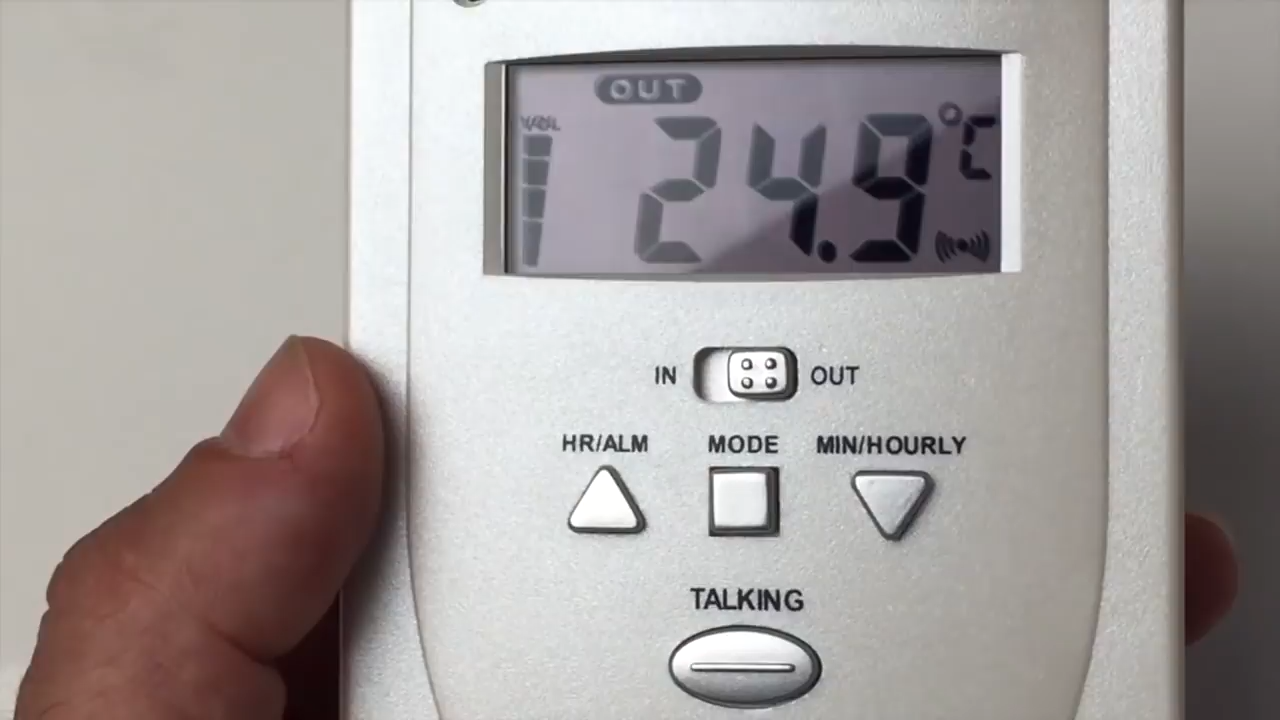 OUT
VOL
24.9 °C
IN OUT
HR/ALM MODE MIN/HOURLY
TALKING